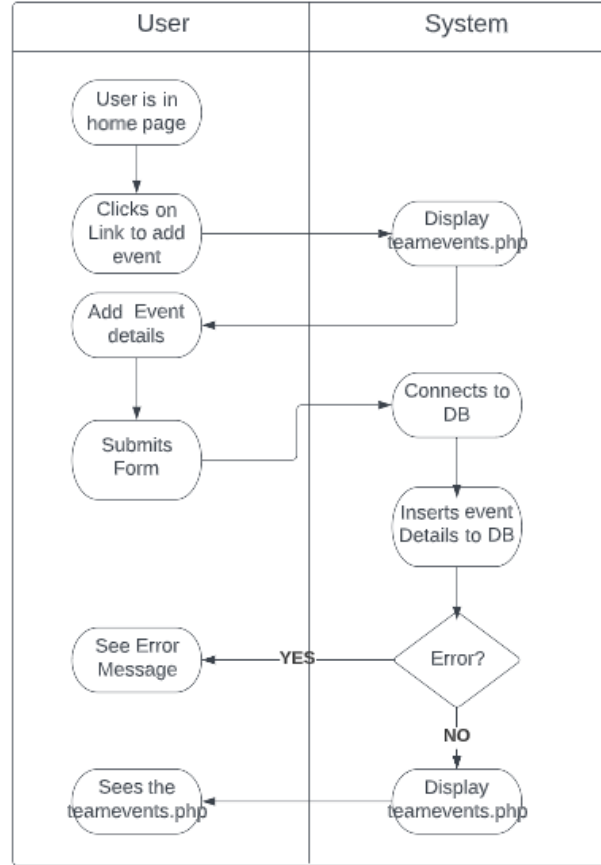 User
System
User is in
home page
Clicks on
Link to add
event
Display
teamevents.php
Add Event
details
Connects to
DB
Submits
Form
Inserts event
Details to DB
See Error
Message
YES
Error?
NO
Sees the
teamevents.php
Display
teamevents.php